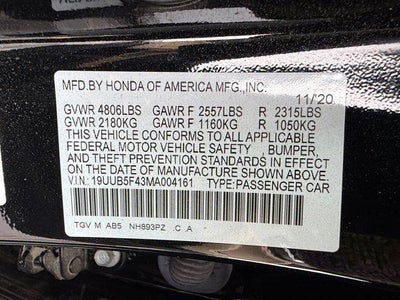 MFD.BY HONDA OF AMERICA MFG.,INC.
11/20
GVWR 4806LBS GAWR F 2557LBS R 2315LBS
GVWR 2180KG GAWR F 1160KG R 1050KG
THIS VEHICLE CONFORMS TO ALL APPLICABLE
FEDERAL MOTOR VEHICLE SAFETY , BUMPER,
AND THEFT PREVENTION STANDARDS IN EFFECT
ON THE DATE OF MANUFACTURE SHOWN ABOVE.
V.I.N: 19UUB5F43MA004161 TYPE:PASSENGER CAR
TGV M AB5 NH893PZ .C .A